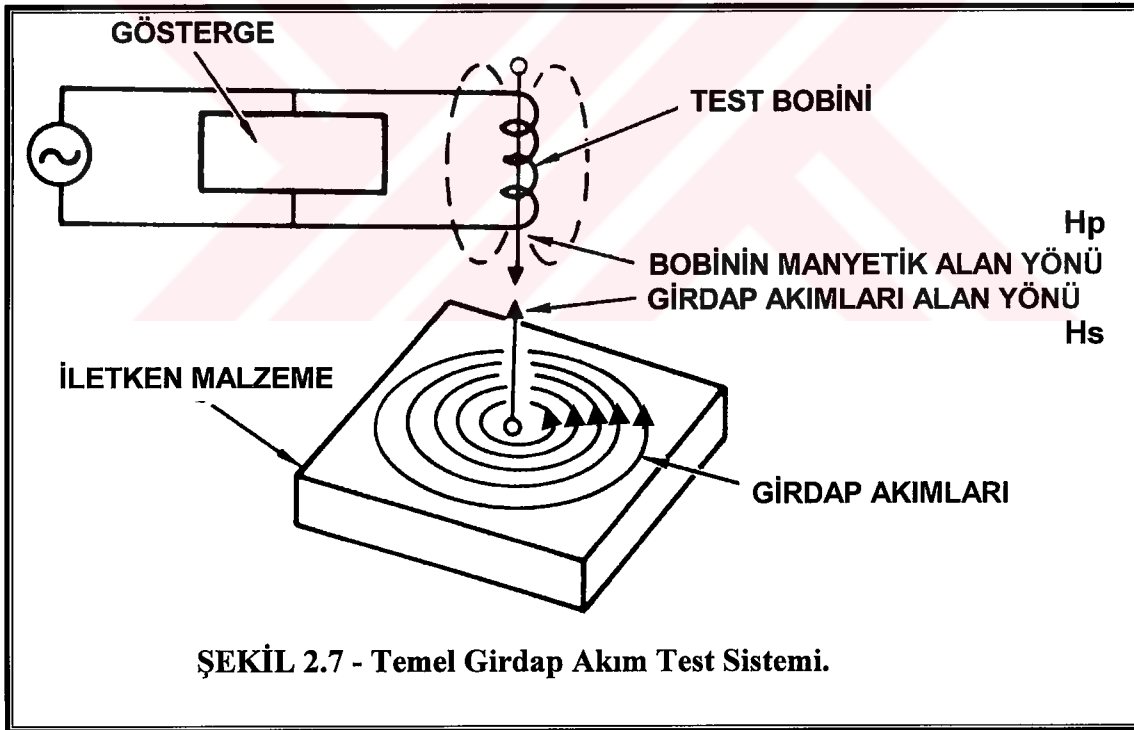 GÖSTERGE
TEST BOBİNİ
Hp
BOBİNİN MANYETİK ALAN YÖNÜ
GİRDAP AKIMLARI ALAN YÖNÜ
Hs
İLETKEN MALZEME
GİRDAP AKIMLARI
ŞEKİL 2.7 - Temel Girdap Akım Test Sistemi.